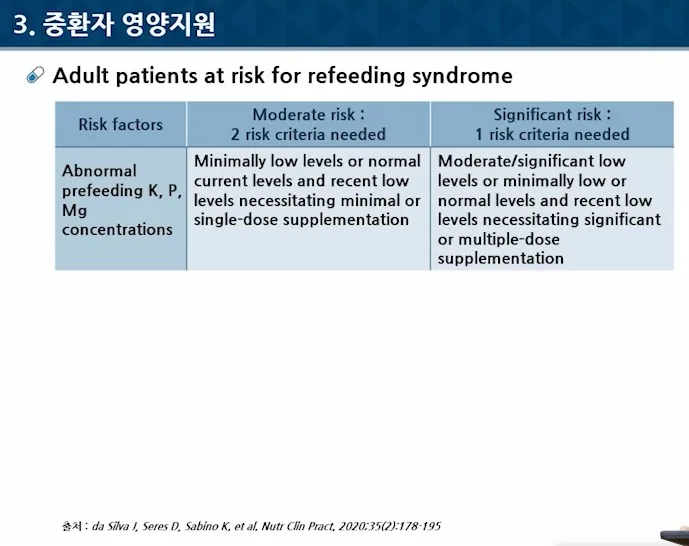 3. 중환자 영양지원
Adult patients at risk for refeeding syndrome
Risk factors
Moderate risk :
2 risk criteria needed
Significant risk :
1 risk criteria needed
Abnormal
prefeeding K, P,
Mg
concentrations
Minimally low levels or normal
current levels and recent low
levels necessitating minimal or
single-dose supplementation
Moderate/significant low
levels or minimally low or
normal levels and recent low
levels necessitating significant
or multiple-dose
supplementation
출처 : da Silva J, Seres D, Sabino K, et al, Nutr Clin Pract. 2020;35(2):178-195